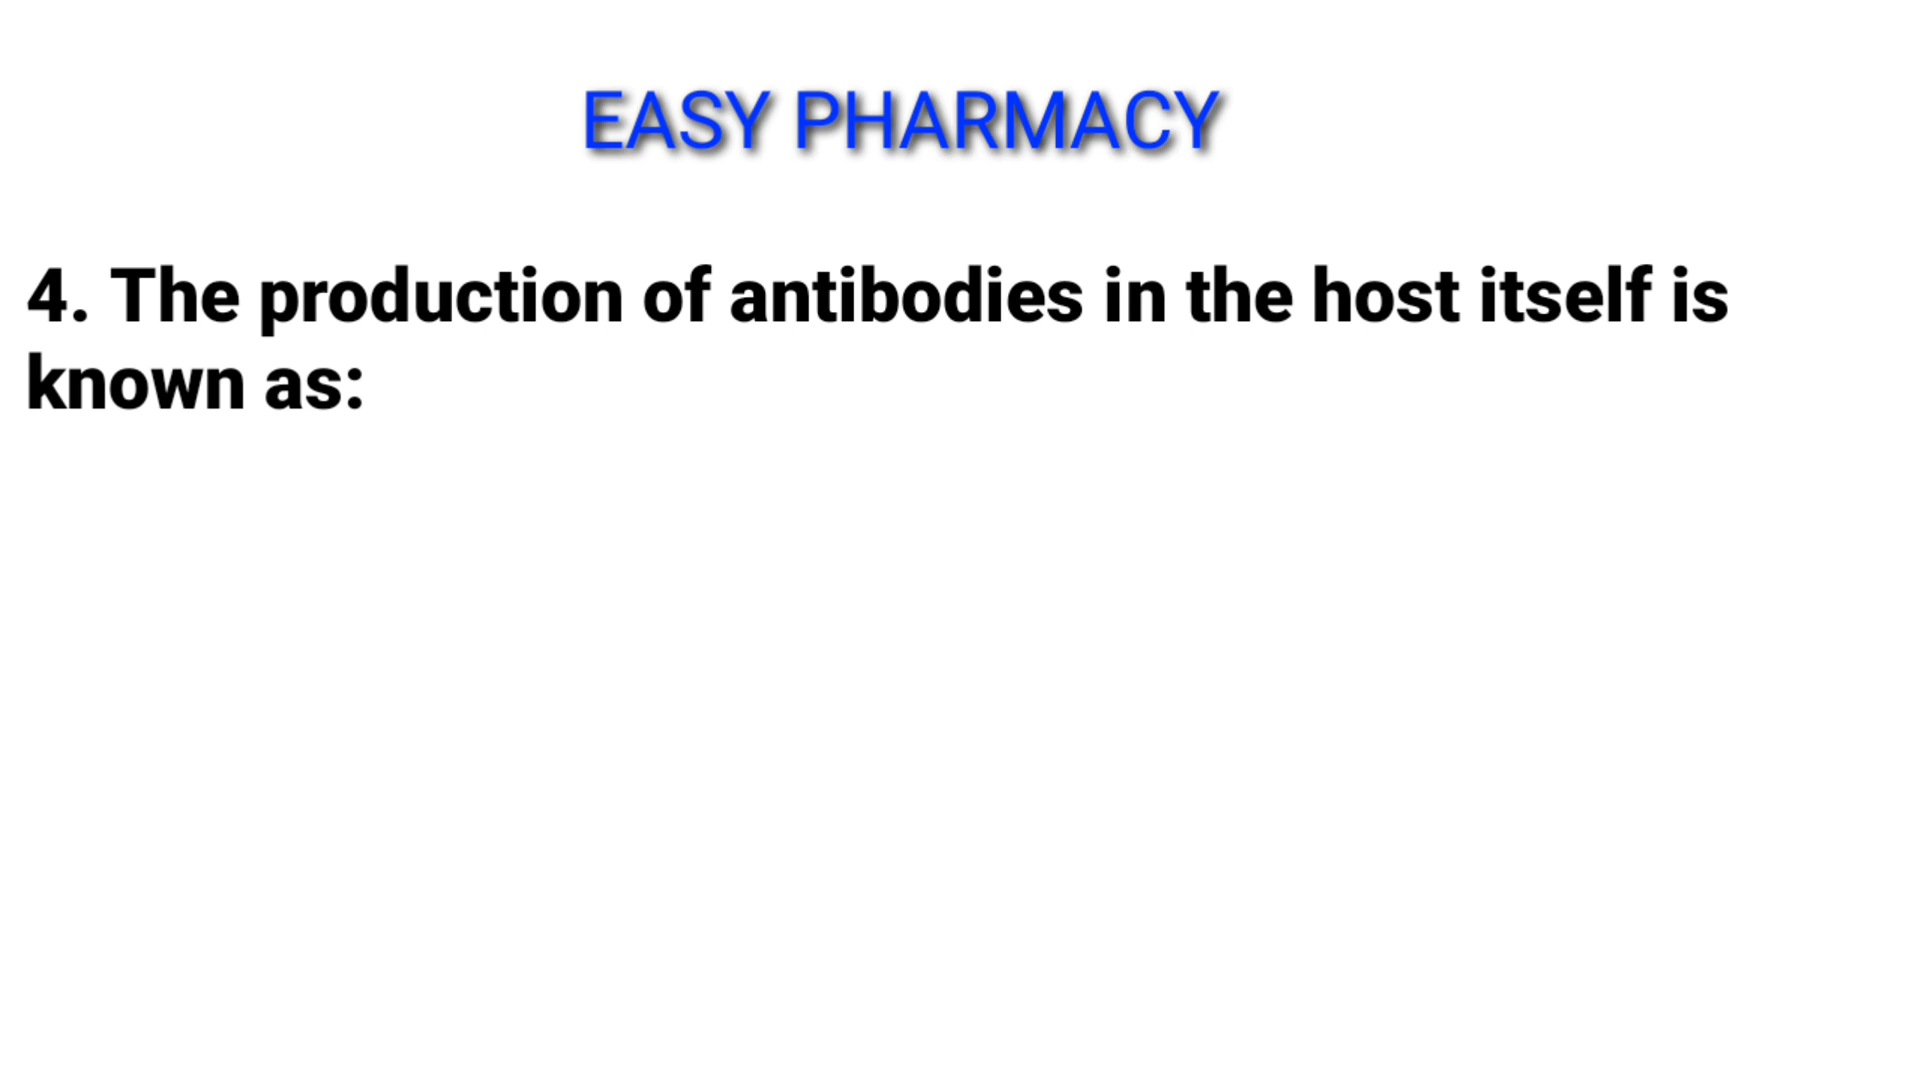 EASY PHARMACY
4. The production of antibodies in the host itself is
known as: